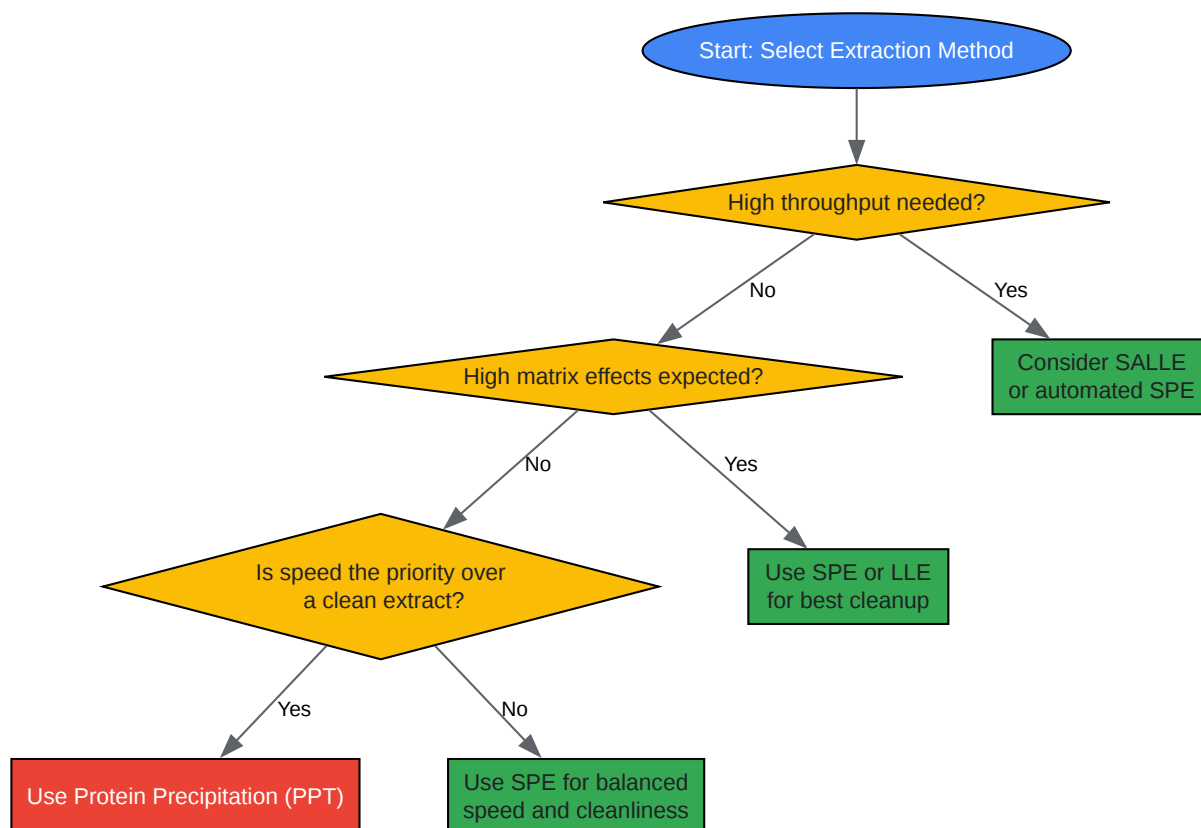 Start: Select Extraction Method
High throughput needed?
No
Yes
High matrix effects expected?
Consider SALLE
or automated SPE
No
Yes
Is speed the priority over
a clean extract?
Use SPE or LLE
for best cleanup
Yes
No
Use Protein Precipitation (PPT)
Use SPE for balanced
speed and cleanliness